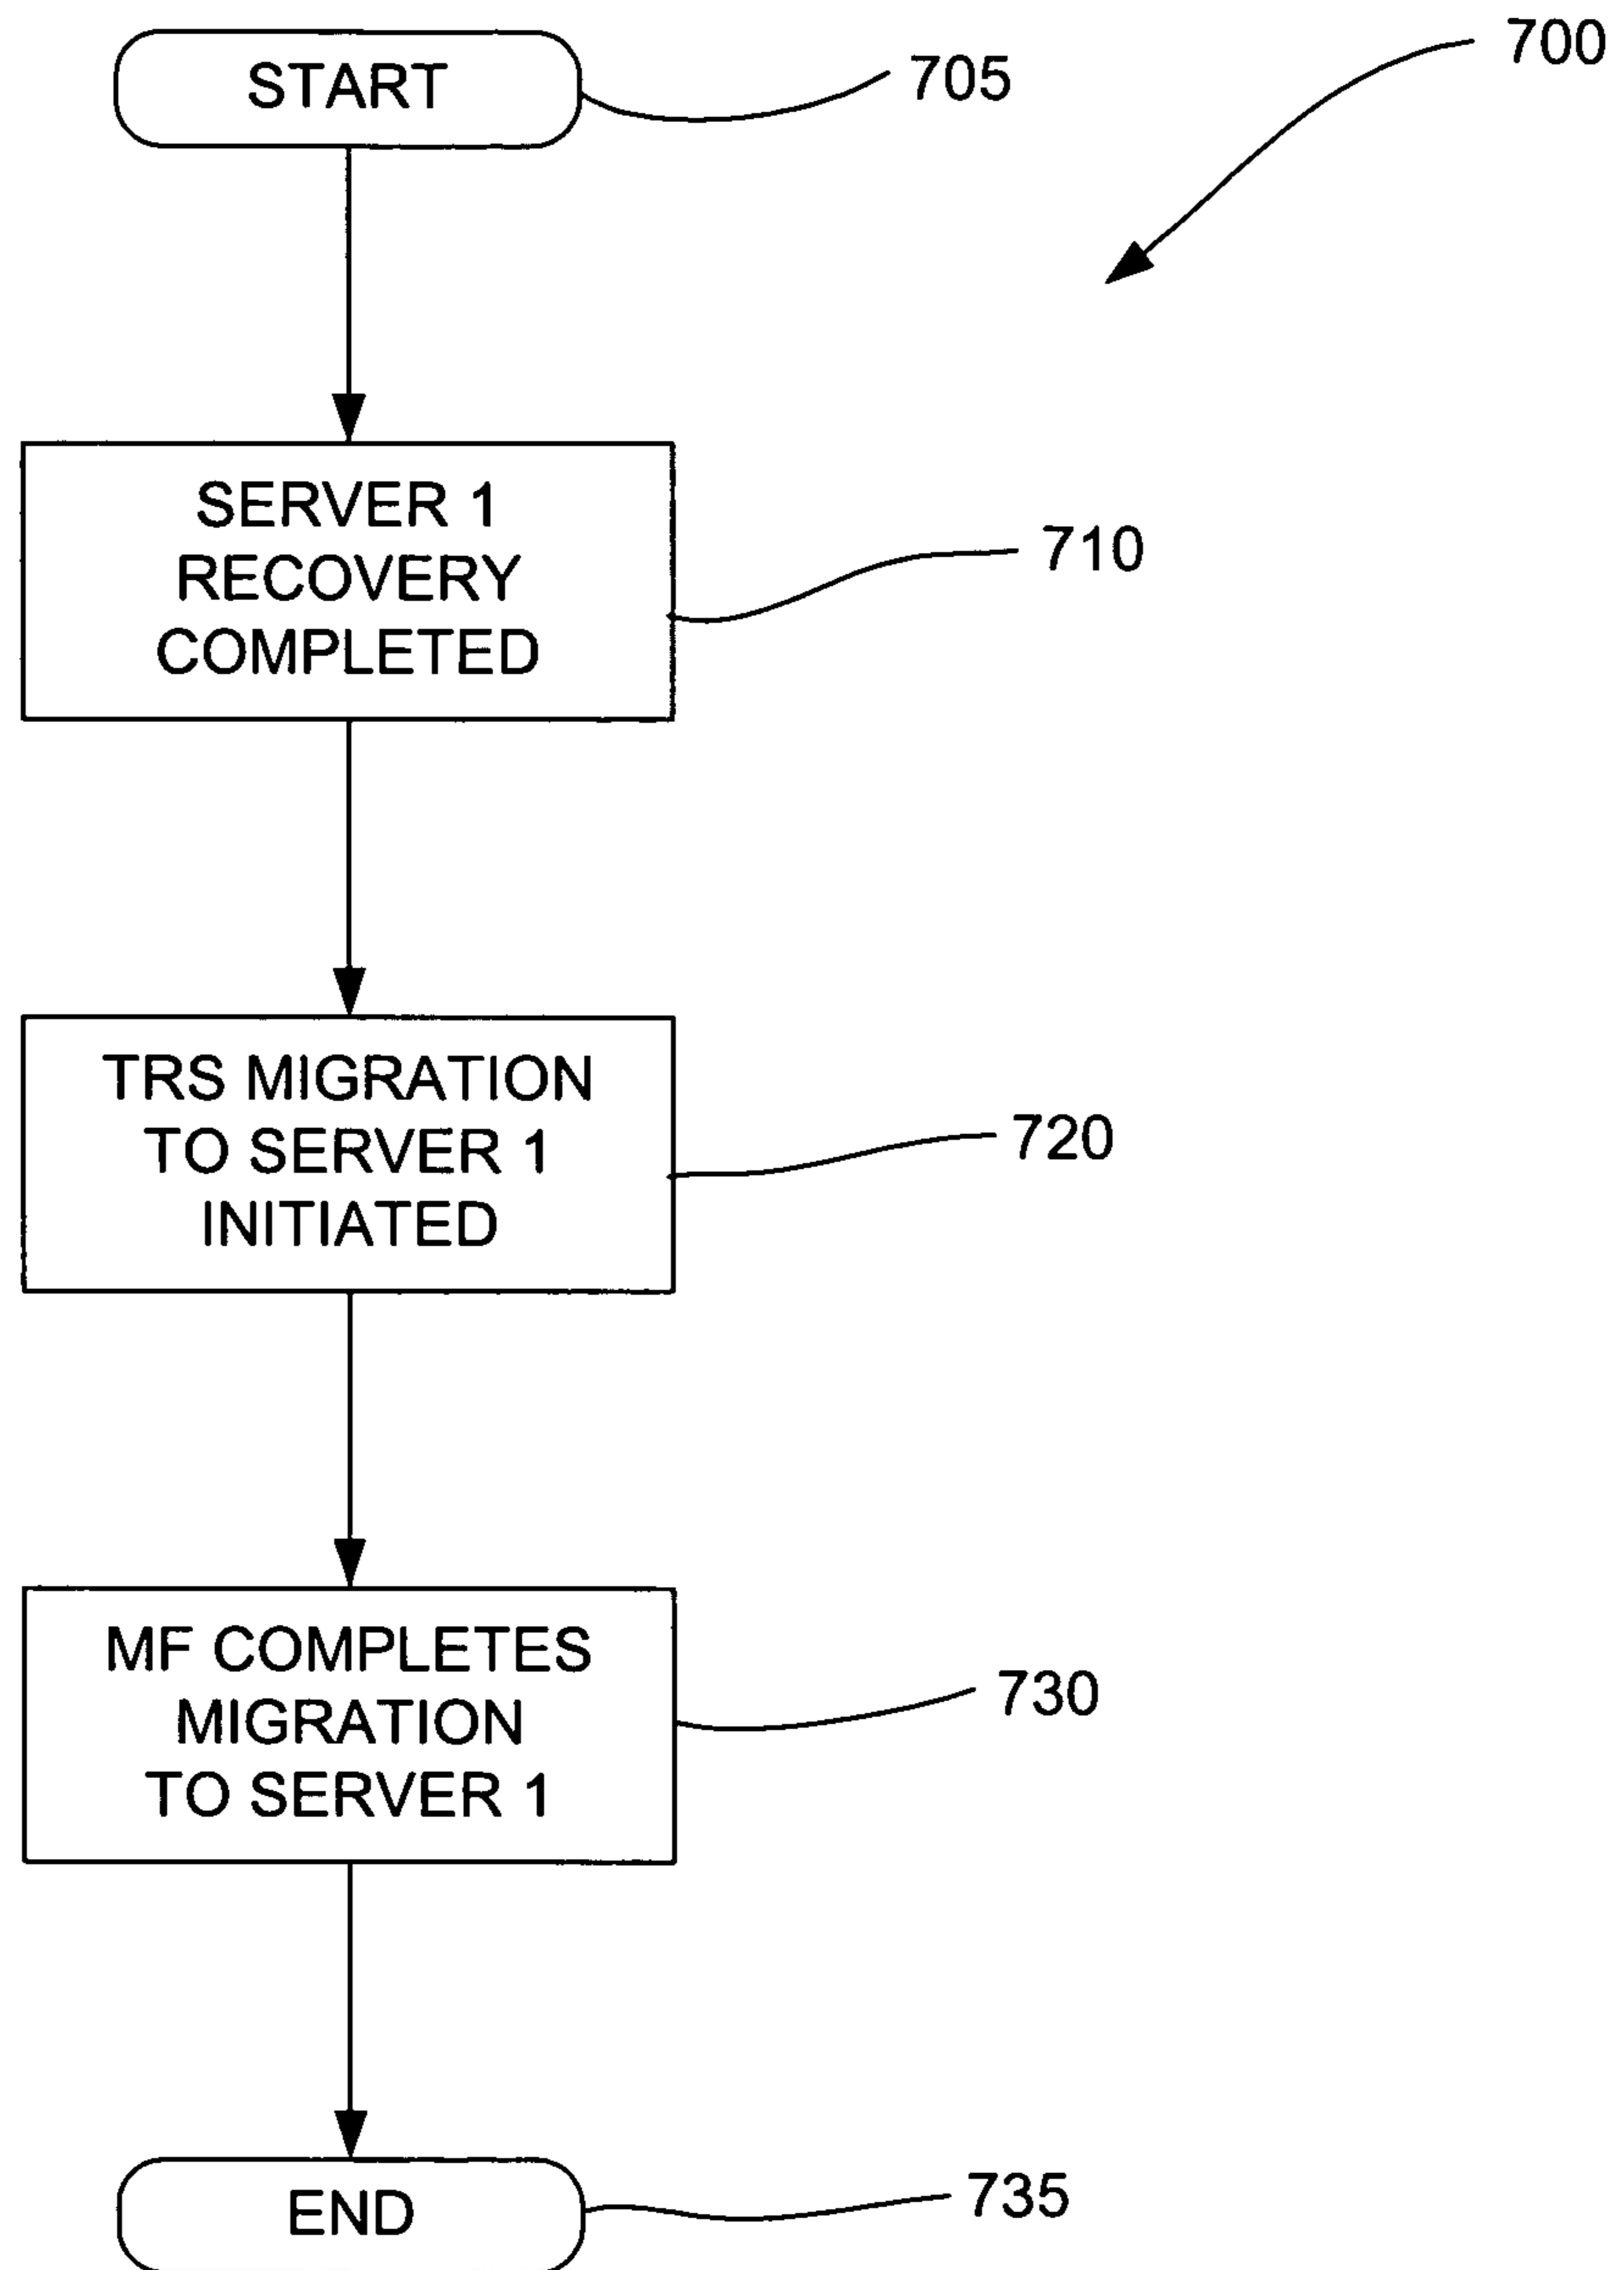 700
START
705
SERVER 1
RECOVERY
COMPLETED
710
TRS MIGRATION
TO SERVER 1
INITIATED
720
MF COMPLETES
MIGRATION
TO SERVER 1
730
END
735